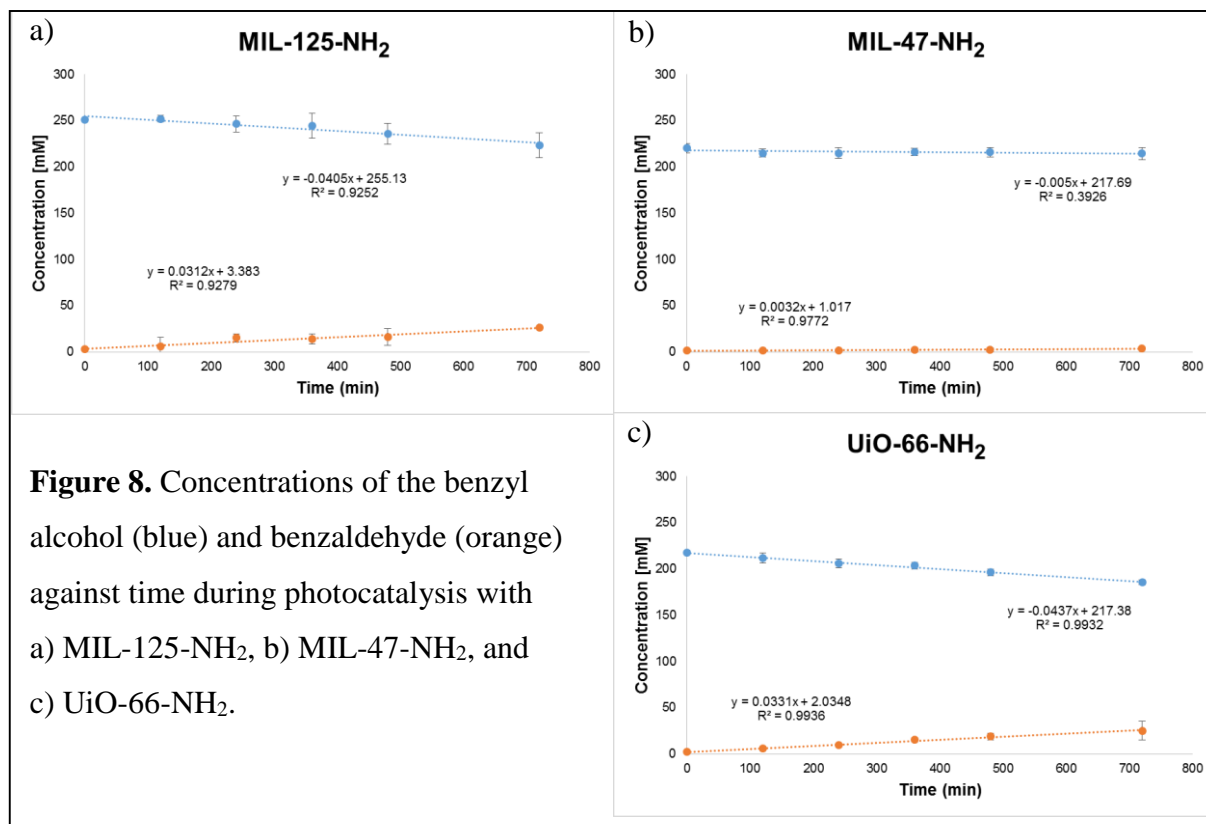 a)
MIL-125-NH₂
300
250
200
150
100
50
0
Concentration [mM]
y = -0.0405x + 255.13
R² = 0.9252
y = 0.0312x + 3.383
R² = 0.9279
0 100 200 300 400 500 600 700 800
Time (min)
b)
MIL-47-NH₂
300
250
200
150
100
50
0
Concentration [mM]
y = -0.005x + 217.69
R² = 0.3926
y = 0.0032x + 1.017
R² = 0.9772
0 100 200 300 400 500 600 700 800
Time (min)
Figure 8. Concentrations of the benzyl
alcohol (blue) and benzaldehyde (orange)
against time during photocatalysis with
a) MIL-125-NH₂, b) MIL-47-NH₂, and
c) UiO-66-NH₂.
c)
UiO-66-NH₂
300
250
200
150
100
50
0
Concentration [mM]
y = -0.0437x + 217.38
R² = 0.9932
y = 0.0331x + 2.0348
R² = 0.9936
0 100 200 300 400 500 600 700 800
Time (min)